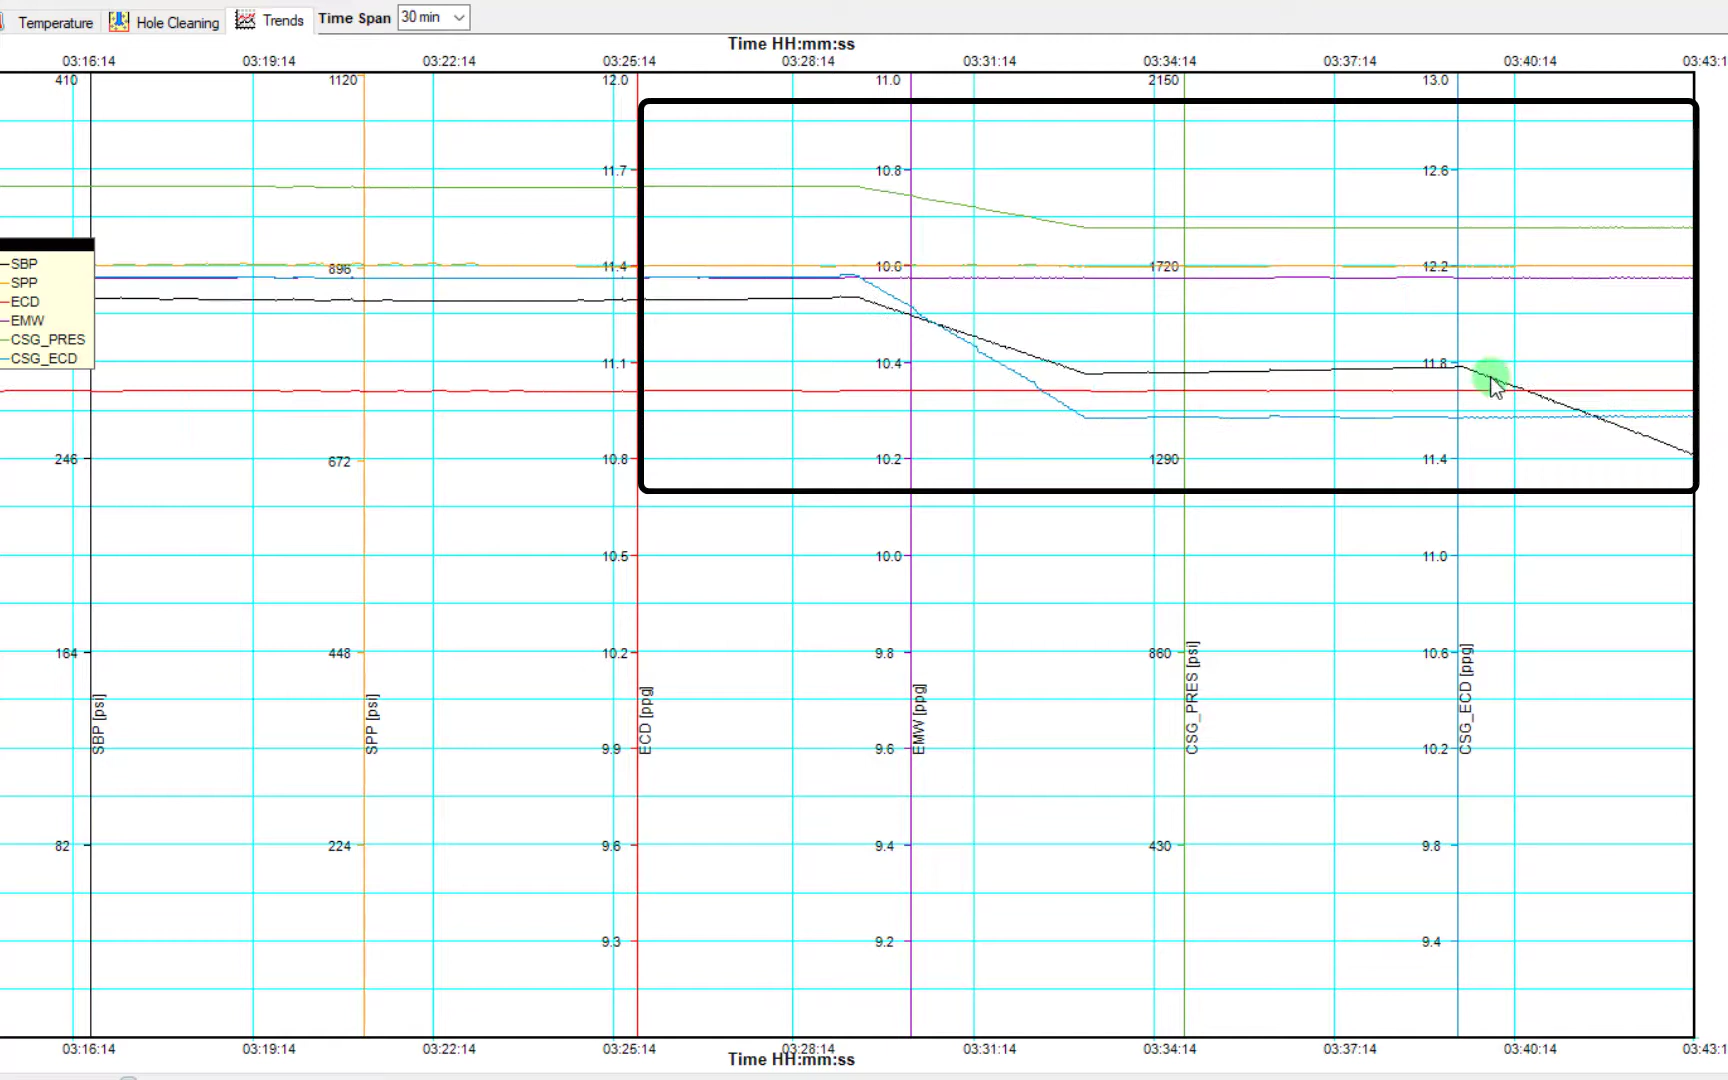 Temperature Hole Cleaning Trends Time Span 30 min
Time HH:mm:ss
03:16:14 03:19:14 03:22:14 03:25:14 03:28:14 03:31:14 03:34:14 03:37:14 03:40:14 03:43:1
410 1120 12.0 11.0 2150 13.0
11.7 10.8 12.6
896 11.4 10.6 1720 12.2
SBP
SPP
ECD
EMW
CSG_PRES
CSG_ECD
11.1 10.4 11.8
246 672 10.8 10.2 1290 11.4
10.5 10.0 11.0
164 448 10.2 9.8 860 10.6
SBP [psi]
SPP [psi]
ECD [ppg]
EMW [ppg]
CSG_PRES [psi]
CSG_ECD [ppg]
9.9 9.6 10.2
82 224 9.6 9.4 430 9.8
9.3 9.2 9.4
03:16:14 03:19:14 03:22:14 03:25:14 03:28:14 03:31:14 03:34:14 03:37:14 03:40:14 03:43:1
Time HH:mm:ss